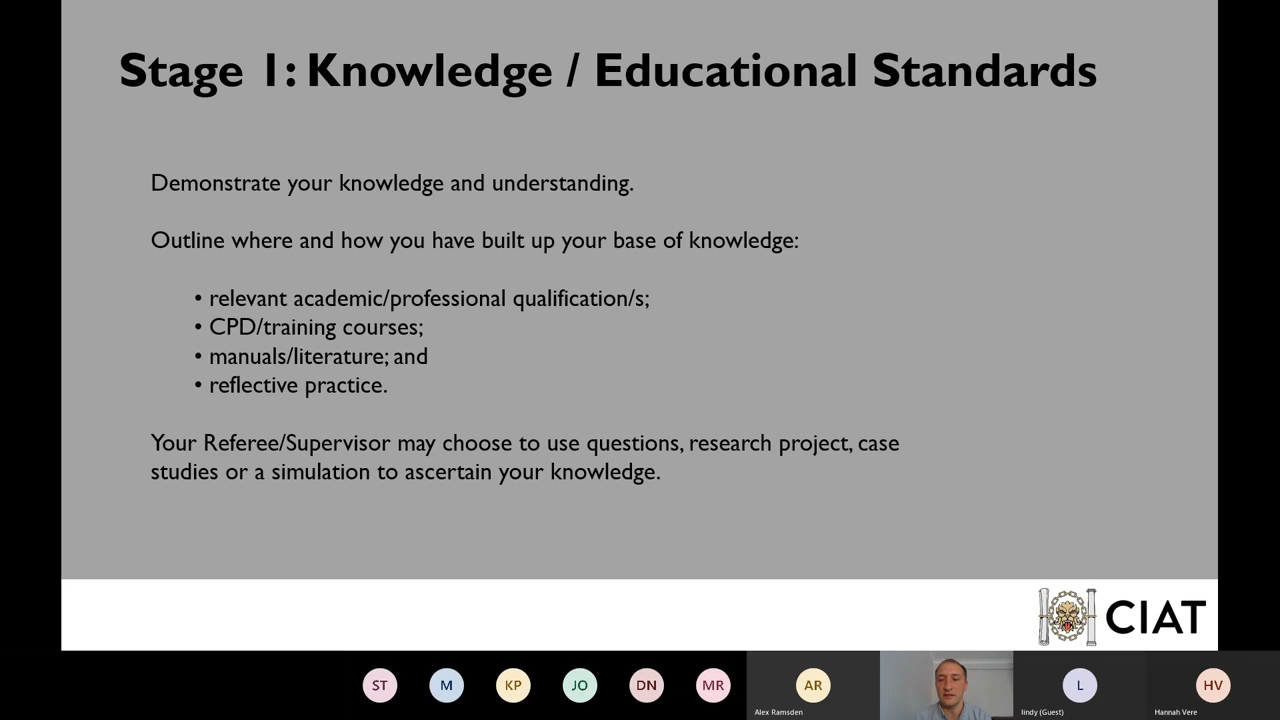 Stage 1: Knowledge / Educational Standards
Demonstrate your knowledge and understanding.
Outline where and how you have built up your base of knowledge:
• relevant academic/professional qualification/s;
• CPD/training courses;
• manuals/literature; and
• reflective practice.
Your Referee/Supervisor may choose to use questions, research project, case
studies or a simulation to ascertain your knowledge.
CIAT
ST M KP JO DN MR AR L HV
Alex Ramsden lindy (Guest) Hannah Vere